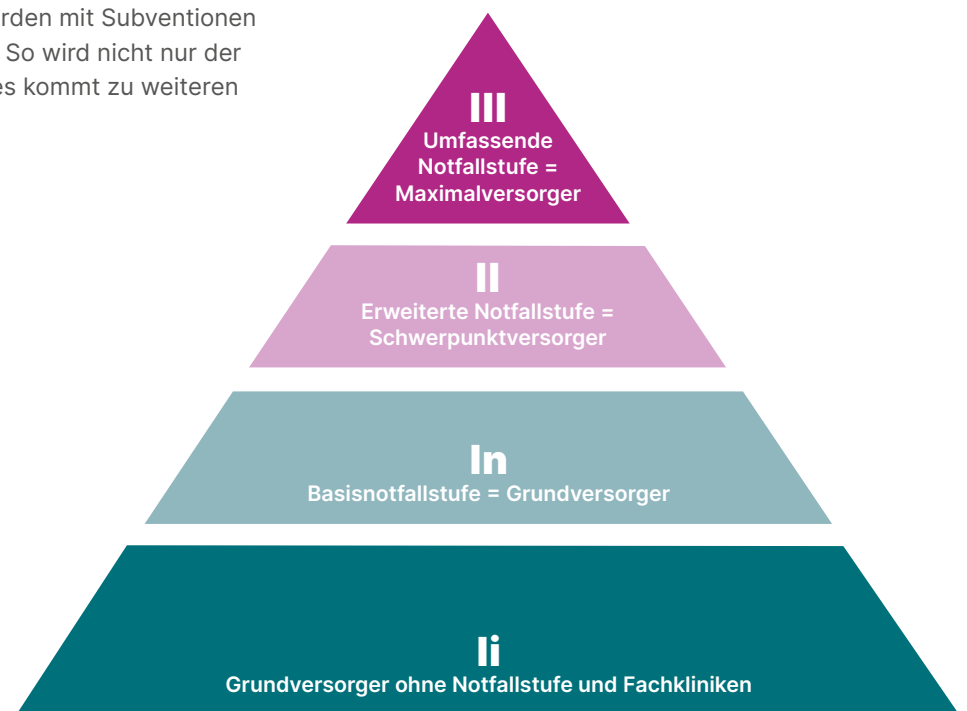 rden mit Subventionen
So wird nicht nur der
es kommt zu weiteren
III
Umfassende
Notfallstufe =
Maximalversorger
II
Erweiterte Notfallstufe =
Schwerpunktversorger
In
Basisnotfallstufe = Grundversorger
Ii
Grundversorger ohne Notfallstufe und Fachkliniken